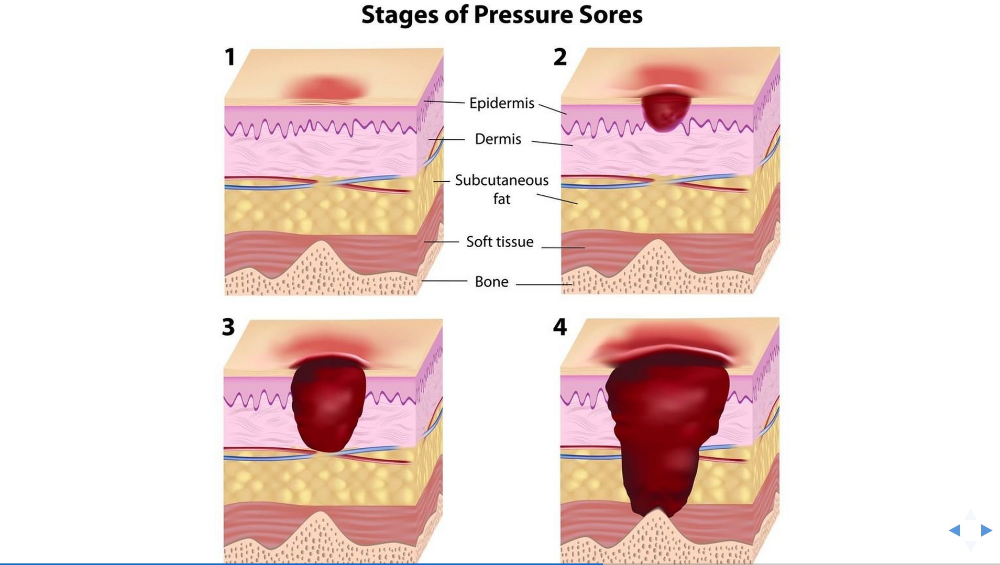 Stages of Pressure Sores
1
2
Epidermis
Dermis
Subcutaneous
fat
Soft tissue
Bone
3
4